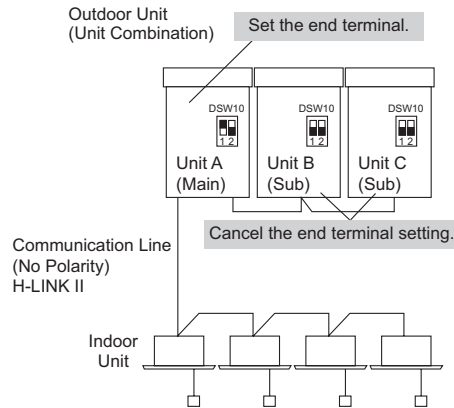 Outdoor Unit
(Unit Combination)
Set the end terminal.
DSW10
1 2
Unit A
(Main)
DSW10
1 2
Unit B
(Sub)
DSW10
1 2
Unit C
(Sub)
Cancel the end terminal setting.
Communication Line
(No Polarity)
H-LINK II
Indoor
Unit